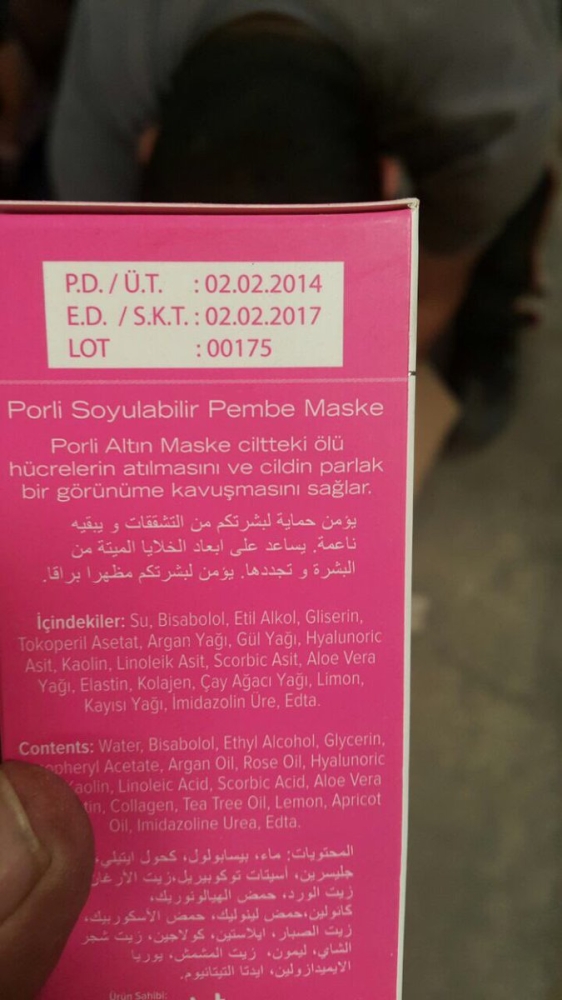 P.D. / Ü.T. : 02.02.2014
E.D. / S.K.T. : 02.02.2017
LOT : 00175
Porli Soyulabilir Pembe Maske
Porli Altın Maske ciltteki ölü
hücrelerin atılmasını ve cildin parlak
bir görünüme kavuşmasını sağlar.
يؤمن حماية لبشرتكم من التشققات و يبقيه
ناعمة. يساعد على ابعاد الخلايا الميتة من
البشرة و تجددها. يؤمن لبشرتكم مظهرا براقا.
İçindekiler: Su, Bisabolol, Etil Alkol, Gliserin,
Tokoperil Asetat, Argan Yağı, Gül Yağı, Hyalunoric
Asit, Kaolin, Linoleik Asit, Scorbic Asit, Aloe Vera
Yağı, Elastin, Kolajen, Çay Ağacı Yağı, Limon,
Kayısı Yağı, İmidazolin Üre, Edta.
Contents: Water, Bisabolol, Ethyl Alcohol, Glycerin,
Acetate, Argan Oil, Rose Oil, Hyalunoric
Kaolin, Linoleic Acid, Scorbic Acid, Aloe Vera
Collagen, Tea Tree Oil, Lemon, Apricot
Oil, Imidazoline Urea, Edta.
المحتويات: ماء، بيسابولول، كحول ايتيلي،
جليسرين، أسيتات توكوبيريل،زيت الأرغان
زيت الورد، حمض الهيالونوريك،
كاثولين،حمض لينوليك، حمض الأسكوربيك،
زيت الصبار، ايلاستين، كولاجين، زيت شجر
الشاي، ليمون، زيت المشمش، يوريا
الايميدازولين، ايدتا التيتانيوم.
Ürün Sahibi: